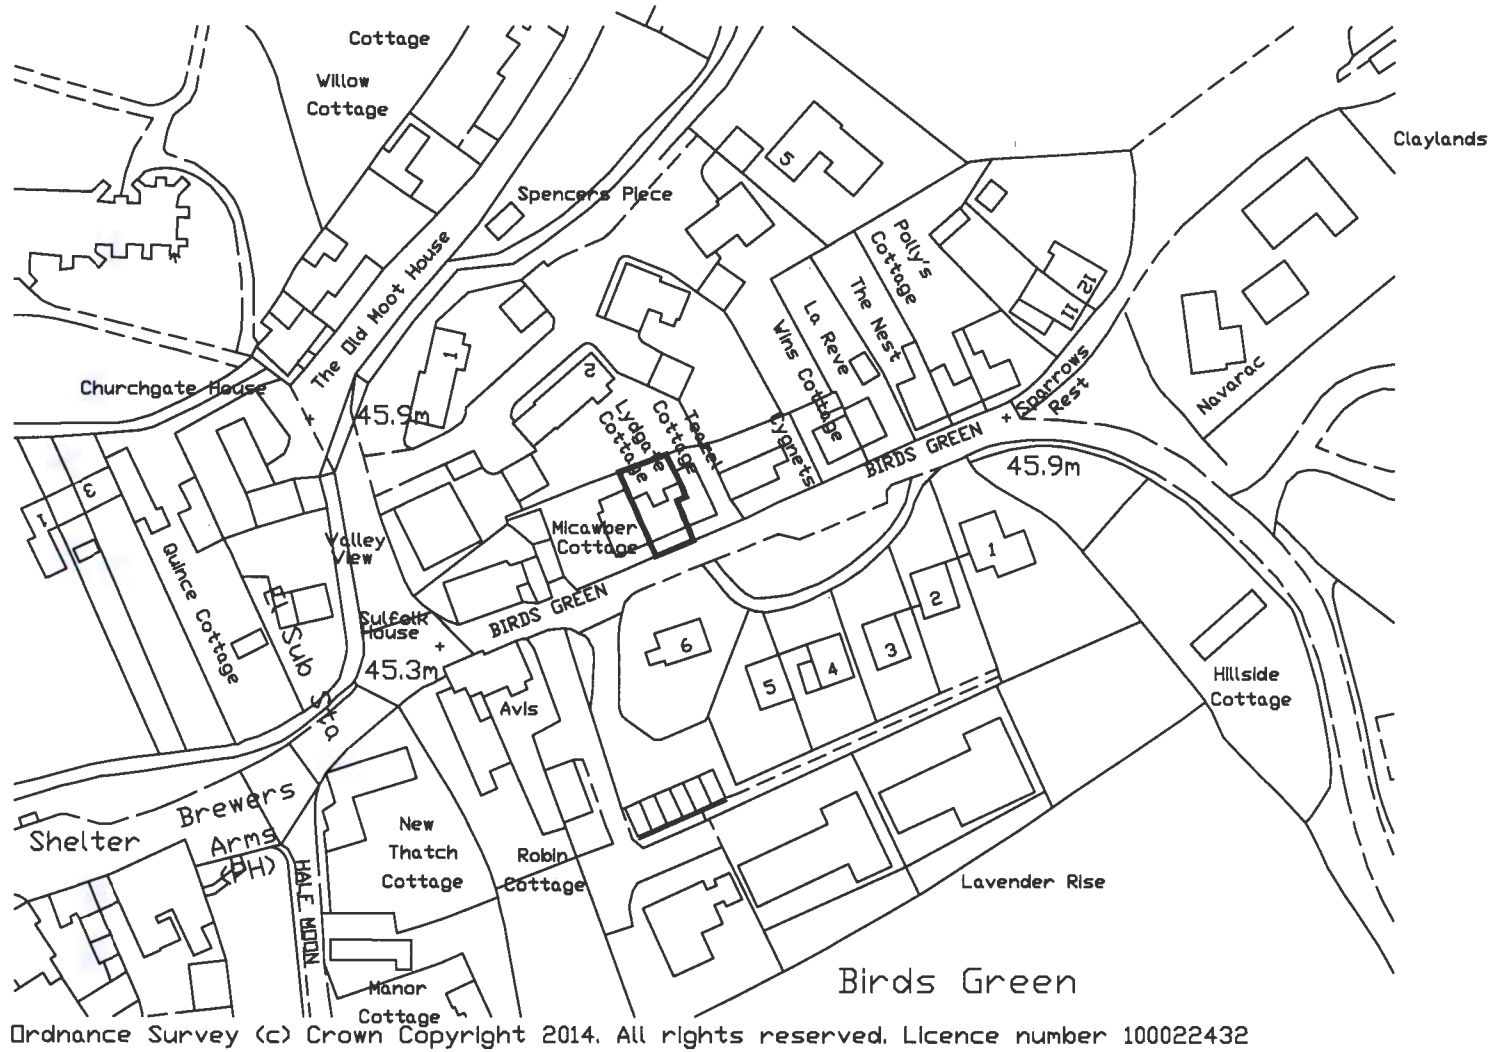 Cottage
Willow
Cottage
Claylands
5
Spencers Piece
Polly's
Cottage
The Old Moot House
The Nest
La Reve
Wins Cottage
12
11
1
2
Churchgate House
45.9m
Lydgate
Cottage
Teazel
Cottage
Cygnets
Sparrows
Rest
Navarac
BIRDS GREEN
45.9m
3
1
Quince Cottage
Valley
View
Micawber
Cottage
1
2
3
4
5
6
El Sub Sta
Suffolk
House
BIRDS GREEN
45.3m
Avis
Hillside
Cottage
Brewers
Arms
(PH)
Shelter
New
Thatch
Cottage
Robin
Cottage
HALF MOON
Lavender Rise
Manor
Cottage
Birds Green
Ordnance Survey (c) Crown Copyright 2014. All rights reserved. Licence number 100022432